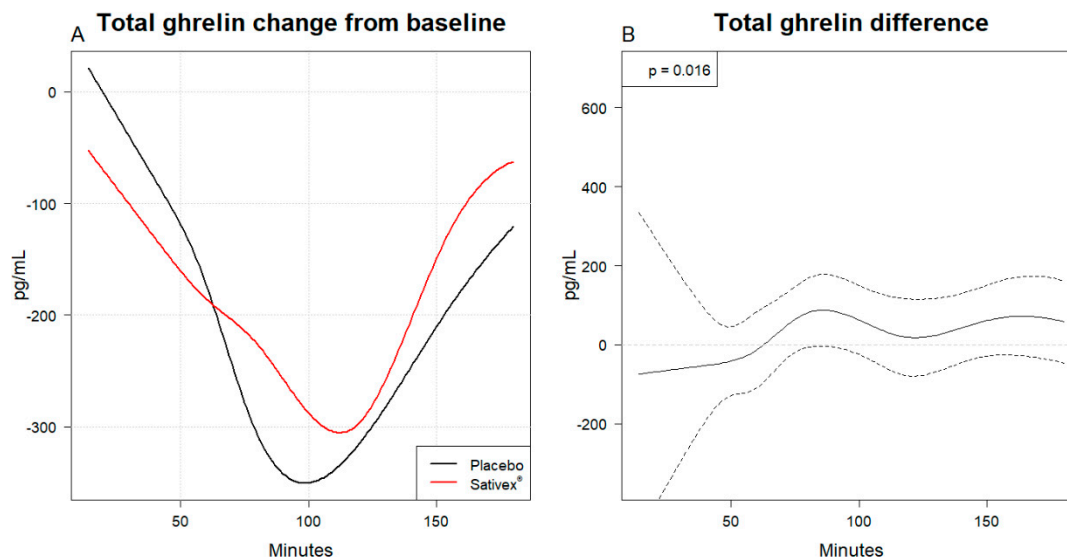 Total ghrelin change from baseline
A
0
-100
-200
-300
pg/mL
50
100
150
Minutes
Placebo
Sativex®
Total ghrelin difference
B
p = 0.016
600
400
200
0
-200
pg/mL
50
100
150
Minutes